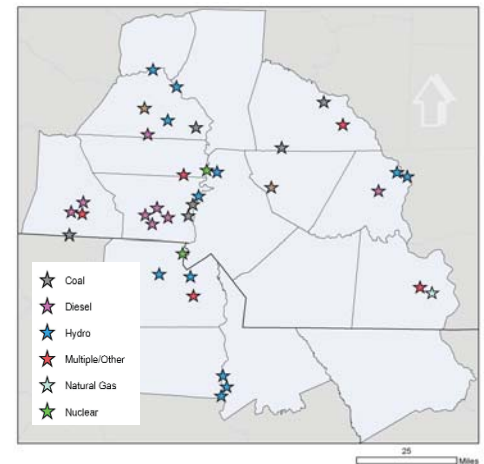 Coal
Diesel
Hydro
Multiple/Other
Natural Gas
Nuclear
25
Miles